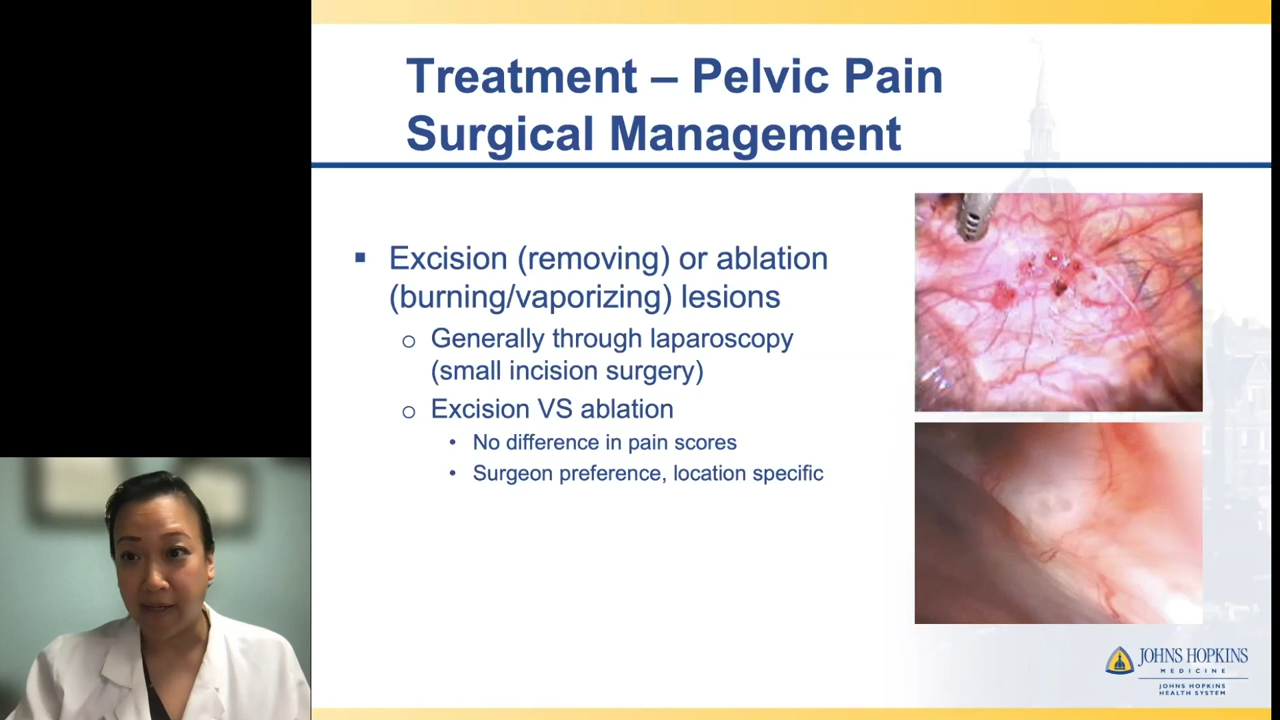 Treatment – Pelvic Pain
Surgical Management
▪ Excision (removing) or ablation
(burning/vaporizing) lesions
o Generally through laparoscopy
(small incision surgery)
o Excision VS ablation
• No difference in pain scores
• Surgeon preference, location specific
JOHNS HOPKINS
MEDICINE
JOHNS HOPKINS
HEALTH SYSTEM